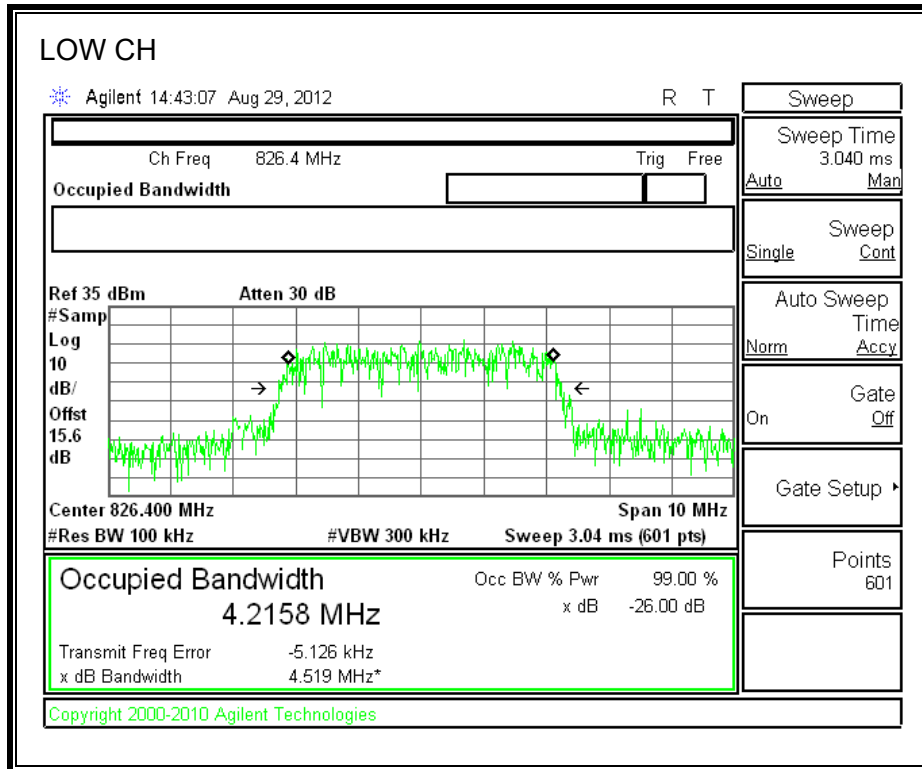 LOW CH
Agilent 14:43:07 Aug 29, 2012 R T
Ch Freq 826.4 MHz Trig Free
Occupied Bandwidth
Ref 35 dBm Atten 30 dB
#Samp
Log
10
dB/
Offst
15.6
dB
Center 826.400 MHz Span 10 MHz
#Res BW 100 kHz #VBW 300 kHz Sweep 3.04 ms (601 pts)
Occupied Bandwidth
4.2158 MHz
Occ BW % Pwr 99.00 %
x dB -26.00 dB
Transmit Freq Error -5.126 kHz
x dB Bandwidth 4.519 MHz*
Copyright 2000-2010 Agilent Technologies
Sweep
Sweep Time
3.040 ms
Auto Man
Sweep
Single Cont
Auto Sweep
Time
Norm Accy
Gate
On Off
Gate Setup
Points
601